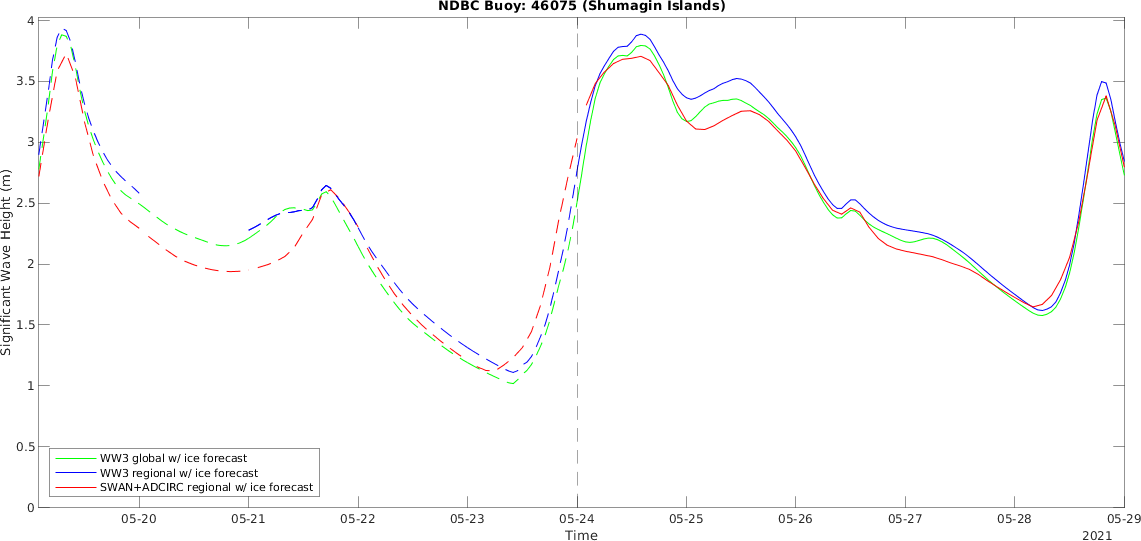 NDBC Buoy: 46075 (Shumagin Islands)
4
3.5
3
2.5
2
1.5
1
0.5
0
Significant Wave Height (m)
WW3 global w/ ice forecast
WW3 regional w/ ice forecast
SWAN+ADCIRC regional w/ ice forecast
05-20 05-21 05-22 05-23 05-24 05-25 05-26 05-27 05-28 05-29
Time
2021